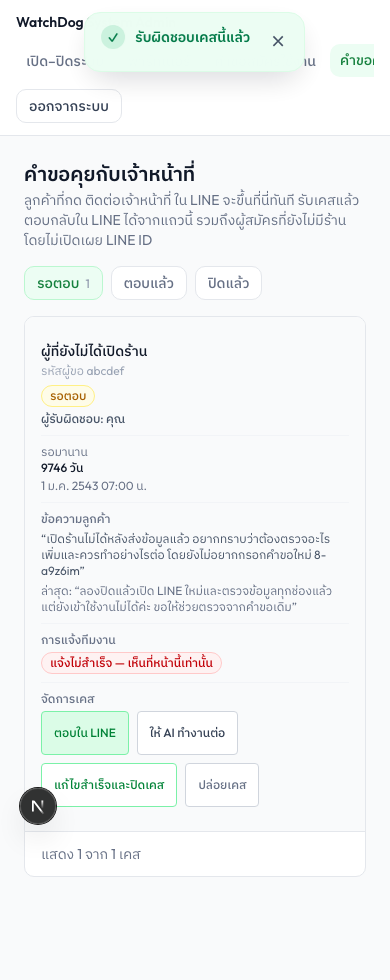 WatchDog
รับผิดชอบเคสนี้แล้ว
เปิด–ปิดระ
าน
คำขอ
ออกจากระบบ
คำขอคุยกับเจ้าหน้าที่
ลูกค้าที่กด ติดต่อเจ้าหน้าที่ ใน LINE จะขึ้นที่นี่ทันที รับเคสแล้ว
ตอบกลับใน LINE ได้จากแถวนี้ รวมถึงผู้สมัครที่ยังไม่มีร้าน
โดยไม่เปิดเผย LINE ID
รอตอบ 1
ตอบแล้ว
ปิดแล้ว
ผู้ที่ยังไม่ได้เปิดร้าน
รหัสผู้ขอ abcdef
รอตอบ
ผู้รับผิดชอบ: คุณ
รอมานาน
9746 วัน
1 ม.ค. 2543 07:00 น.
ข้อความลูกค้า
“เปิดร้านไม่ได้หลังส่งข้อมูลแล้ว อยากทราบว่าต้องตรวจอะไร
เพิ่มและควรทำอย่างไรต่อ โดยยังไม่อยากกรอกคำขอใหม่ 8-
a9z6im”
ล่าสุด: “ลองปิดแล้วเปิด LINE ใหม่และตรวจข้อมูลทุกช่องแล้ว
แต่ยังเข้าใช้งานไม่ได้ค่ะ ขอให้ช่วยตรวจจากคำขอเดิม”
การแจ้งทีมงาน
แจ้งไม่สำเร็จ — เห็นที่หน้านี้เท่านั้น
จัดการเคส
ตอบใน LINE
ให้ AI ทำงานต่อ
แก้ไขสำเร็จและปิดเคส
ปล่อยเคส
N
แสดง 1 จาก 1 เคส